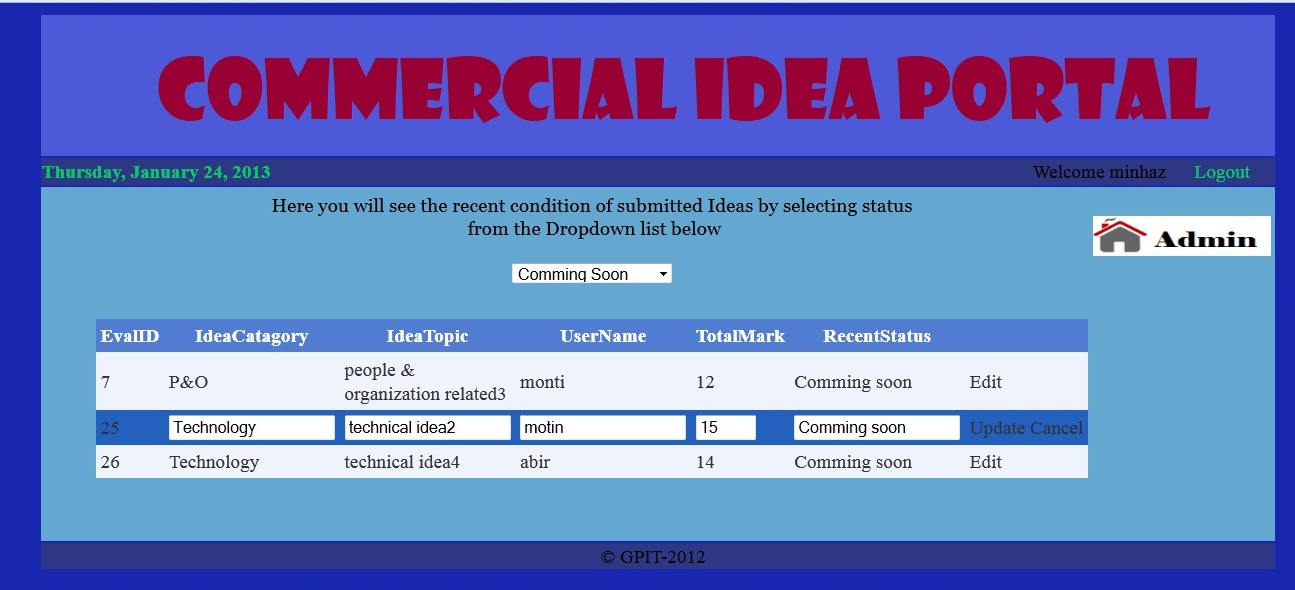 COMMERCIAL IDEA PORTAL
Thursday, January 24, 2013 Welcome minhaz Logout
Here you will see the recent condition of submitted Ideas by selecting status
from the Dropdown list below
Admin
Comming Soon
EvalID IdeaCatagory IdeaTopic UserName TotalMark RecentStatus
7 P&O people &
organization related3 monti 12 Comming soon Edit
25 Technology technical idea2 motin 15 Comming soon Update Cancel
26 Technology technical idea4 abir 14 Comming soon Edit
© GPIT-2012